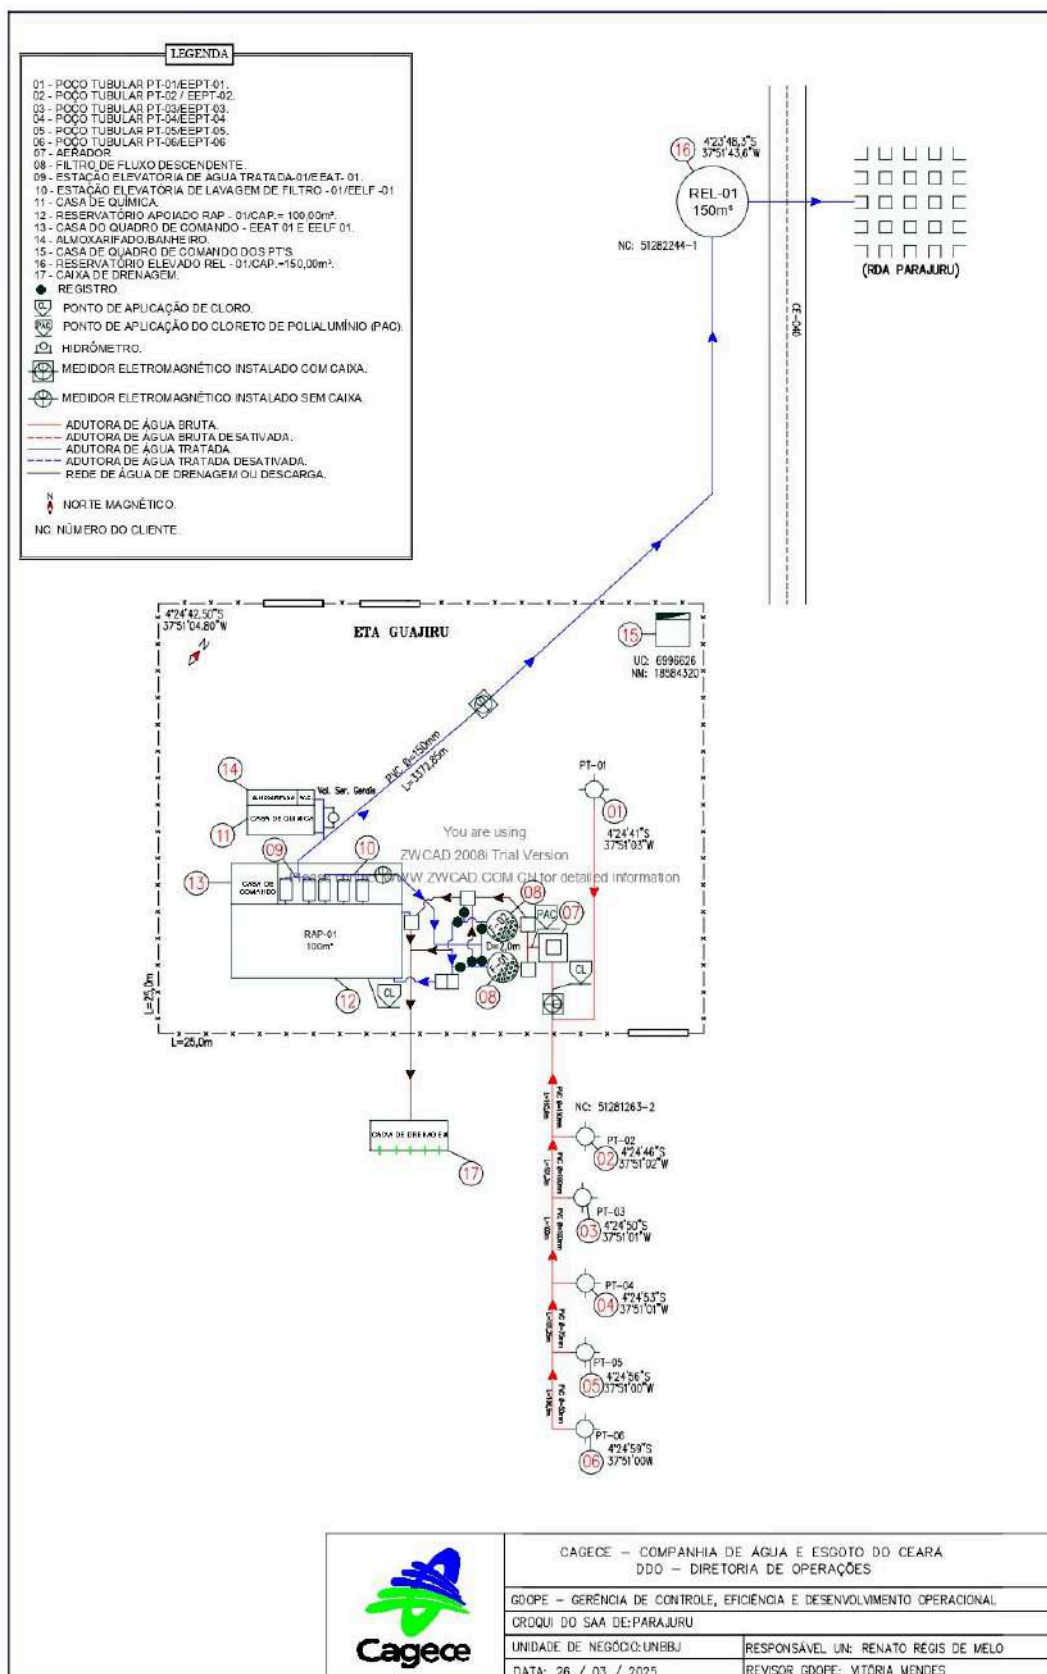 LEGENDA
01 - POÇO TUBULAR PT-01/EEPT-01.
02 - POÇO TUBULAR PT-02 / EEPT-02.
03 - POÇO TUBULAR PT-03/EEPT-03.
04 - POÇO TUBULAR PT-04/EEPT-04
05 - POÇO TUBULAR PT-05/EEPT-05.
06 - POÇO TUBULAR PT-06/EEPT-06
07 - AERADOR
08 - FILTRO DE FLUXO DESCENDENTE.
09 - ESTAÇÃO ELEVATÓRIA DE ÁGUA TRATADA-01/EEAT- 01.
10 - ESTAÇÃO ELEVATÓRIA DE LAVAGEM DE FILTRO - 01/EELF -01
11 - CASA DE QUÍMICA.
12 - RESERVATÓRIO APOIADO RAP - 01/CAP.= 100,00m³.
13 - CASA DO QUADRO DE COMANDO - EEAT 01 E EELF 01.
14 - ALMOXARIFADO/BANHEIRO.
15 - CASA DE QUADRO DE COMANDO DOS PT'S.
16 - RESERVATÓRIO ELEVADO REL - 01/CAP.=150,00m³.
17 - CAIXA DE DRENAGEM.
REGISTRO.
CL PONTO DE APLICAÇÃO DE CLORO.
PAC PONTO DE APLICAÇÃO DO CLORETO DE POLIALUMÍNIO (PAC).
HIDRÔMETRO.
MEDIDOR ELETROMAGNÉTICO INSTALADO COM CAIXA.
MEDIDOR ELETROMAGNÉTICO INSTALADO SEM CAIXA.
ADUTORA DE ÁGUA BRUTA.
ADUTORA DE ÁGUA BRUTA DESATIVADA.
ADUTORA DE ÁGUA TRATADA.
ADUTORA DE ÁGUA TRATADA DESATIVADA.
REDE DE ÁGUA DE DRENAGEM OU DESCARGA.
N
NORTE MAGNÉTICO.
NC: NÚMERO DO CLIENTE.
16
4°23'48,3"S
37°51'43,6"W
REL-01
150m³
NC: 51282244-1
(RDA PARAJURU)
CE-040
4°24'42.50"S
37°51'04.80"W
N
ETA GUAJIRU
15
UC: 6996626
NM: 18584320
PVC Ø=150mm
L=3372,85m
PT-01
01
4°24'41"S
37°51'03"W
14
ALMOXARIFADO W.C
Vol. Ser. Gerais
CASA DE QUÍMICA
11
You are using
ZWCAD 2008i Trial Version
WWW.ZWCAD.COM.CN for detailed information
09
10
13
CASA DE
COMANDO
08
PAC
07
RAP-01
100m³
F-02
D=2,0m
F-01
CL
12
CL
08
L=25,0m
L=25,0m
CAIXA DE DRENAGEM
17
NC: 51281263-2
PT-02
02
4°24'46"S
37°51'02"W
PT-03
03
4°24'50"S
37°51'01"W
PT-04
04
4°24'53"S
37°51'01"W
PT-05
05
4°24'56"S
37°51'00"W
PT-06
06
4°24'59"S
37°51'00W
Cagece
CAGECE - COMPANHIA DE ÁGUA E ESGOTO DO CEARÁ
DDO - DIRETORIA DE OPERAÇÕES
GDOPE - GERÊNCIA DE CONTROLE, EFICIÊNCIA E DESENVOLVIMENTO OPERACIONAL
CROQUI DO SAA DE: PARAJURU
UNIDADE DE NEGÓCIO: UNBBJ
RESPONSÁVEL UN: RENATO RÉGIS DE MELO
DATA: 26 / 03 / 2025
REVISOR GDOPE: VITÓRIA MENDES